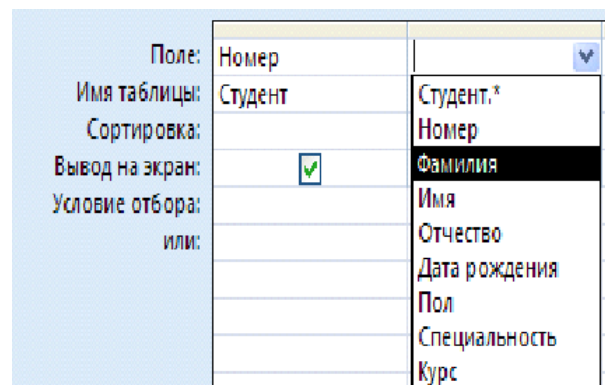 Поле: Номер
Имя таблицы: Студент Студент.*
Сортировка: Номер
Вывод на экран: Фамилия
Условие отбора: Имя
или: Отчество
Дата рождения
Пол
Специальность
Курс